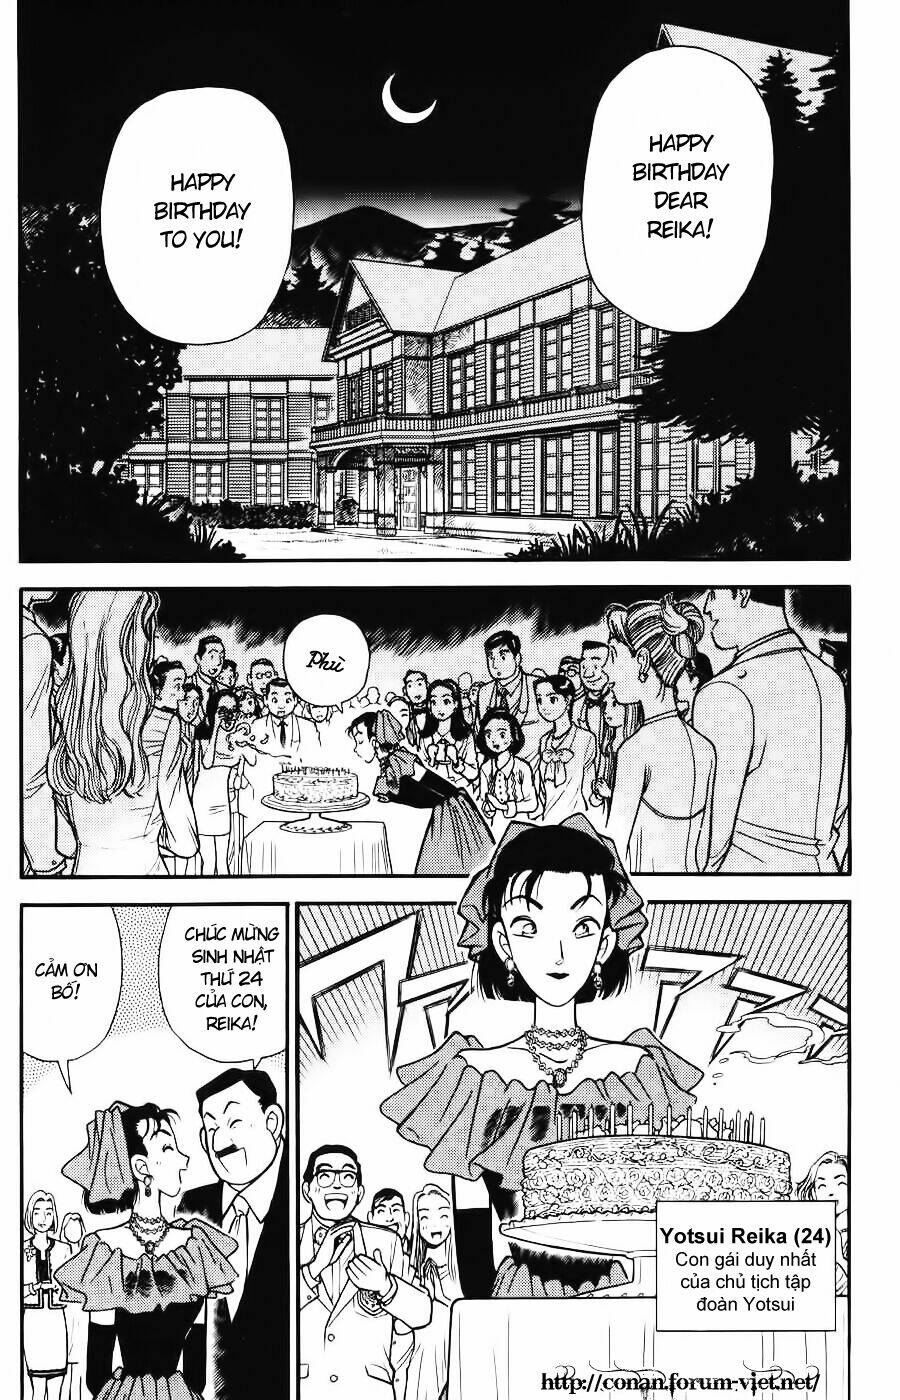 HAPPY
BIRTHDAY
TO YOU!
HAPPY
BIRTHDAY
DEAR
REIKA!
Phù
CHÚC MỪNG
SINH NHẬT
THỨ 24
CỦA CON,
REIKA!
CẢM ƠN
BỐ!
Yotsui Reika (24)
Con gái duy nhất
của chủ tịch tập
đoàn Yotsui
http://conan.forum-viet.net/